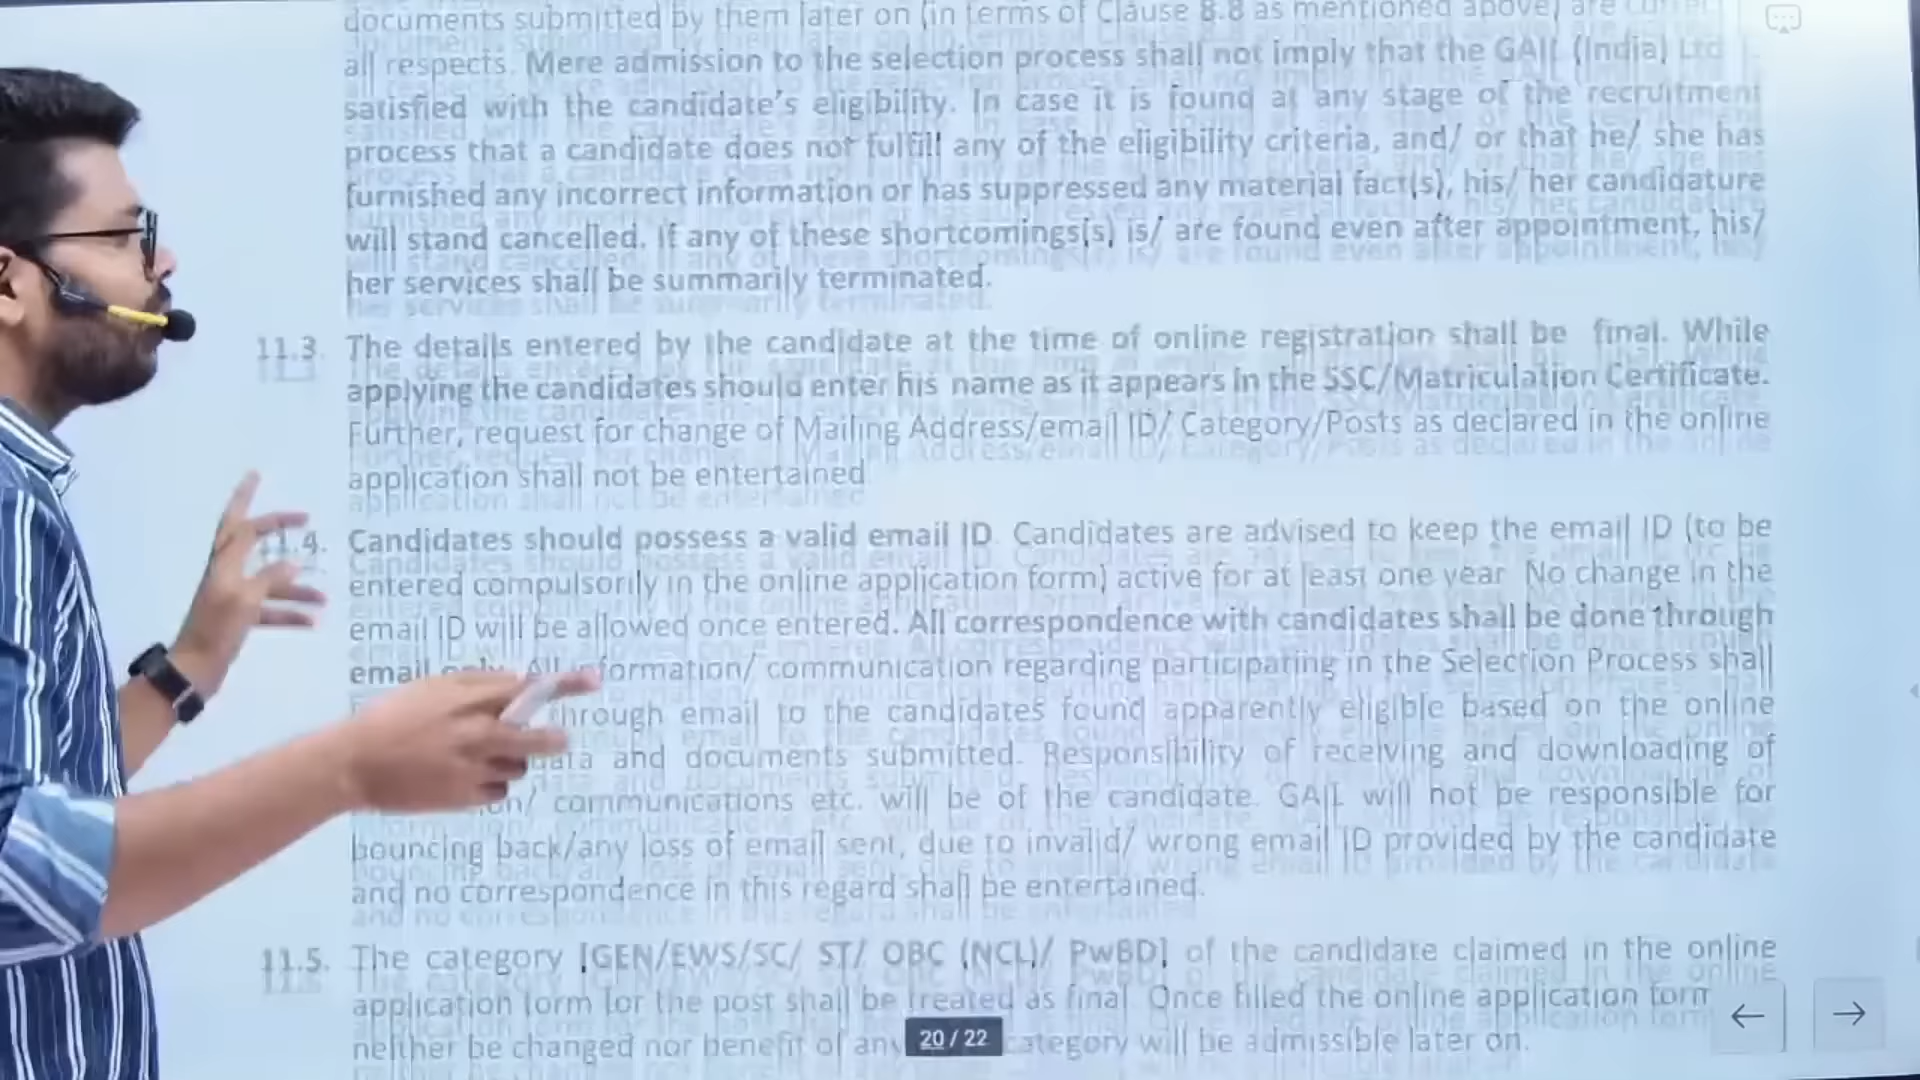 documents submitted by them later on (in terms of Clause 8.8 as mentioned above) are correct
all respects. Mere admission to the selection process shall not imply that the GAIL (India) Ltd
satisfied with the candidate's eligibility. In case it is found at any stage of the recruitment
process that a candidate does not fulfill any of the eligibility criteria, and/ or that he/ she has
furnished any incorrect information or has suppressed any material fact(s), his/ her candidature
will stand cancelled. If any of these shortcomings(s) is/ are found even after appointment, his/
her services shall be summarily terminated.
11.3. The details entered by the candidate at the time of online registration shall be final. While
applying the candidates should enter his name as it appears in the SSC/Matriculation Certificate.
Further, request for change of Mailing Address/email ID/ Category/Posts as declared in the online
application shall not be entertained
11.4. Candidates should possess a valid email ID. Candidates are advised to keep the email ID (to be
entered compulsorily in the online application form) active for at least one year. No change in the
email ID will be allowed once entered. All correspondence with candidates shall be done through
email only. All information/ communication regarding participating in the Selection Process shall
through email to the candidates found apparently eligible based on the online
data and documents submitted. Responsibility of receiving and downloading of
communications etc. will be of the candidate. GAIL will not be responsible for
bouncing back/any loss of email sent, due to invalid/ wrong email ID provided by the candidate
and no correspondence in this regard shall be entertained.
11.5. The category [GEN/EWS/SC/ ST/ OBC (NCL)/ PwBD] of the candidate claimed in the online
application form for the post shall be treated as final. Once filled the online application form
neither be changed nor benefit of any category will be admissible later on.
20 / 22